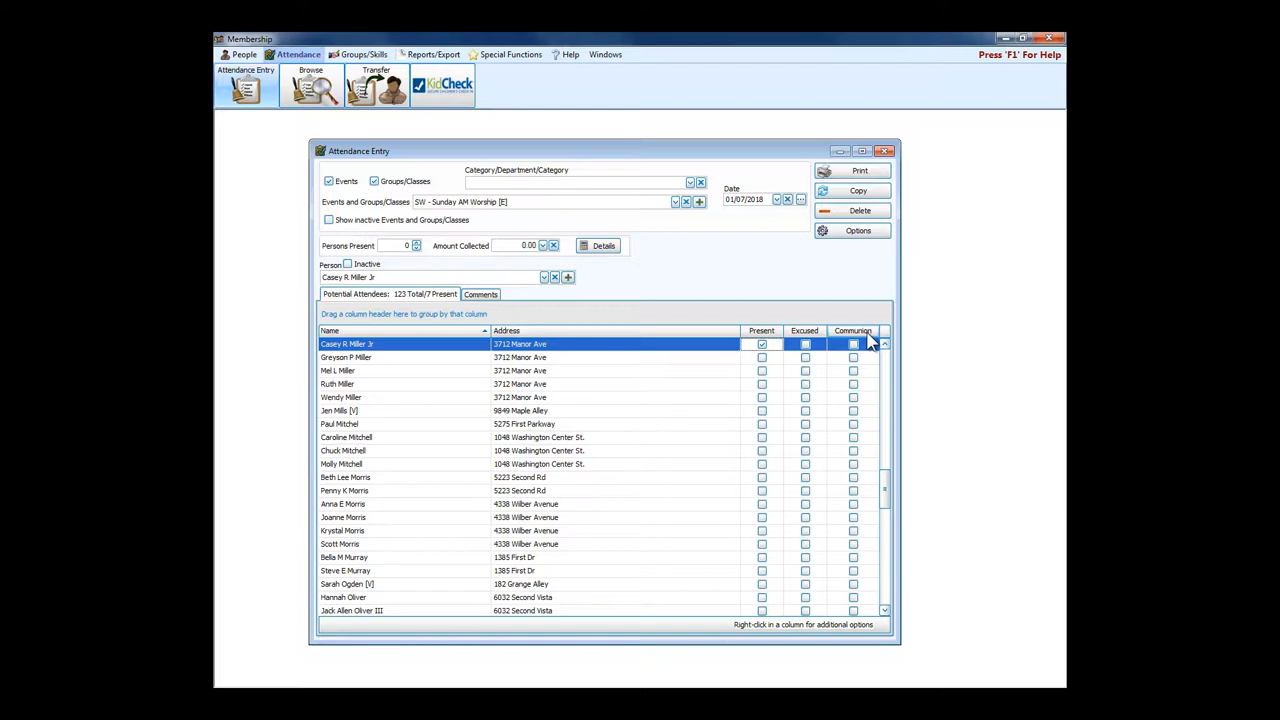 Membership
People Attendance Groups/Skills Reports/Export Special Functions Help Windows Press 'F1' For Help
Attendance Entry Browse Transfer KidCheck
SECURE CHILDREN'S CHECK-IN
Attendance Entry
Category/Department/Category
Events Groups/Classes
Print
Date
Events and Groups/Classes SW - Sunday AM Worship [E] 01/07/2018
Copy
Show inactive Events and Groups/Classes
Delete
Options
Persons Present 0 Amount Collected 0.00 Details
Person Inactive
Casey R Miller Jr
Potential Attendees: 123 Total/7 Present Comments
Drag a column header here to group by that column
Name Address Present Excused Communion
Casey R Miller Jr 3712 Manor Ave
Greyson P Miller 3712 Manor Ave
Mel L Miller 3712 Manor Ave
Ruth Miller 3712 Manor Ave
Wendy Miller 3712 Manor Ave
Jen Mills [V] 9849 Maple Alley
Paul Mitchel 5275 First Parkway
Caroline Mitchell 1048 Washington Center St.
Chuck Mitchell 1048 Washington Center St.
Molly Mitchell 1048 Washington Center St.
Beth Lee Morris 5223 Second Rd
Penny K Morris 5223 Second Rd
Anna E Morris 4338 Wilber Avenue
Joanne Morris 4338 Wilber Avenue
Krystal Morris 4338 Wilber Avenue
Scott Morris 4338 Wilber Avenue
Bella M Murray 1385 First Dr
Steve E Murray 1385 First Dr
Sarah Ogden [V] 182 Grange Alley
Hannah Oliver 6032 Second Vista
Jack Allen Oliver III 6032 Second Vista
Right-click in a column for additional options